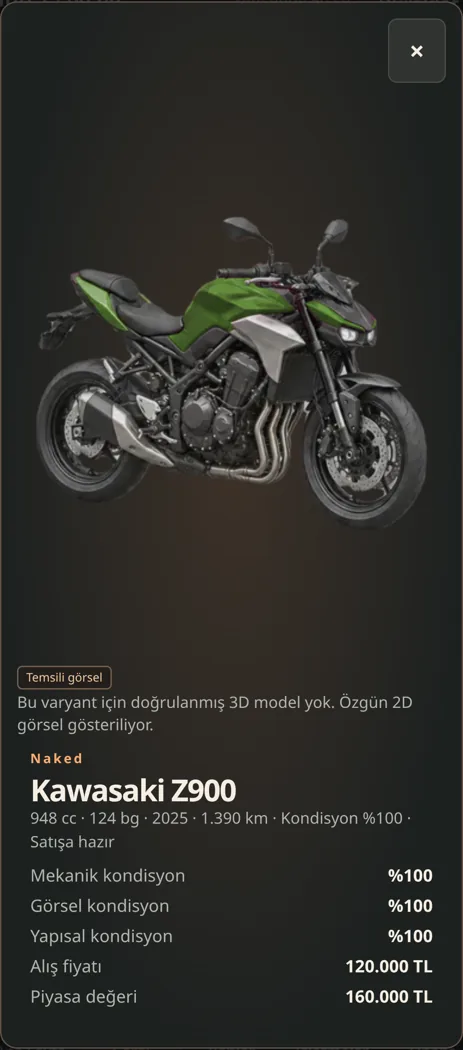 ×
Temsili görsel
Bu varyant için doğrulanmış 3D model yok. Özgün 2D
görsel gösteriliyor.
Naked
Kawasaki Z900
948 cc · 124 bg · 2025 · 1.390 km · Kondisyon %100 ·
Satışa hazır
Mekanik kondisyon %100
Görsel kondisyon %100
Yapısal kondisyon %100
Alış fiyatı 120.000 TL
Piyasa değeri 160.000 TL